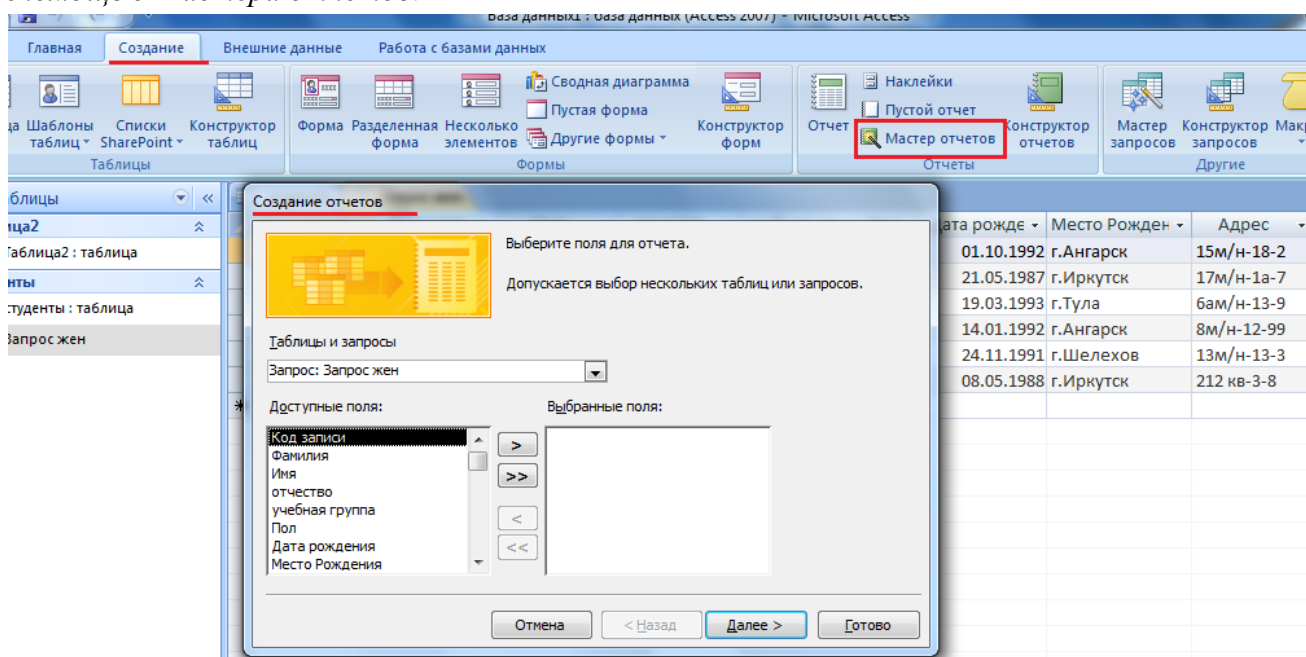 База данных1 : база данных (Access 2007) - Microsoft Access
Главная Создание Внешние данные Работа с базами данных
Шаблоны таблиц Списки SharePoint Конструктор таблиц
Таблицы
Форма Разделенная форма Несколько элементов Сводная диаграмма Пустая форма Другие формы Конструктор форм
Формы
Отчет Наклейки Пустой отчет Мастер отчетов Конструктор отчетов
Отчеты
Мастер запросов Конструктор запросов
Другие
Таблица2 : таблица
студенты : таблица
Запрос жен
Создание отчетов
Выберите поля для отчета.
Допускается выбор нескольких таблиц или запросов.
Таблицы и запросы
Запрос: Запрос жен
Доступные поля: Выбранные поля:
Код записи
Фамилия
Имя
отчество
учебная группа
Пол
Дата рождения
Место Рождения
> 
>>
<
<<
Отмена < Назад Далее > Готово
Место Рожден Адрес
01.10.1992 г.Ангарск 15м/н-18-2
21.05.1987 г.Иркутск 17м/н-1а-7
19.03.1993 г.Тула 6ам/н-13-9
14.01.1992 г.Ангарск 8м/н-12-99
24.11.1991 г.Шелехов 13м/н-13-3
08.05.1988 г.Иркутск 212 кв-3-8